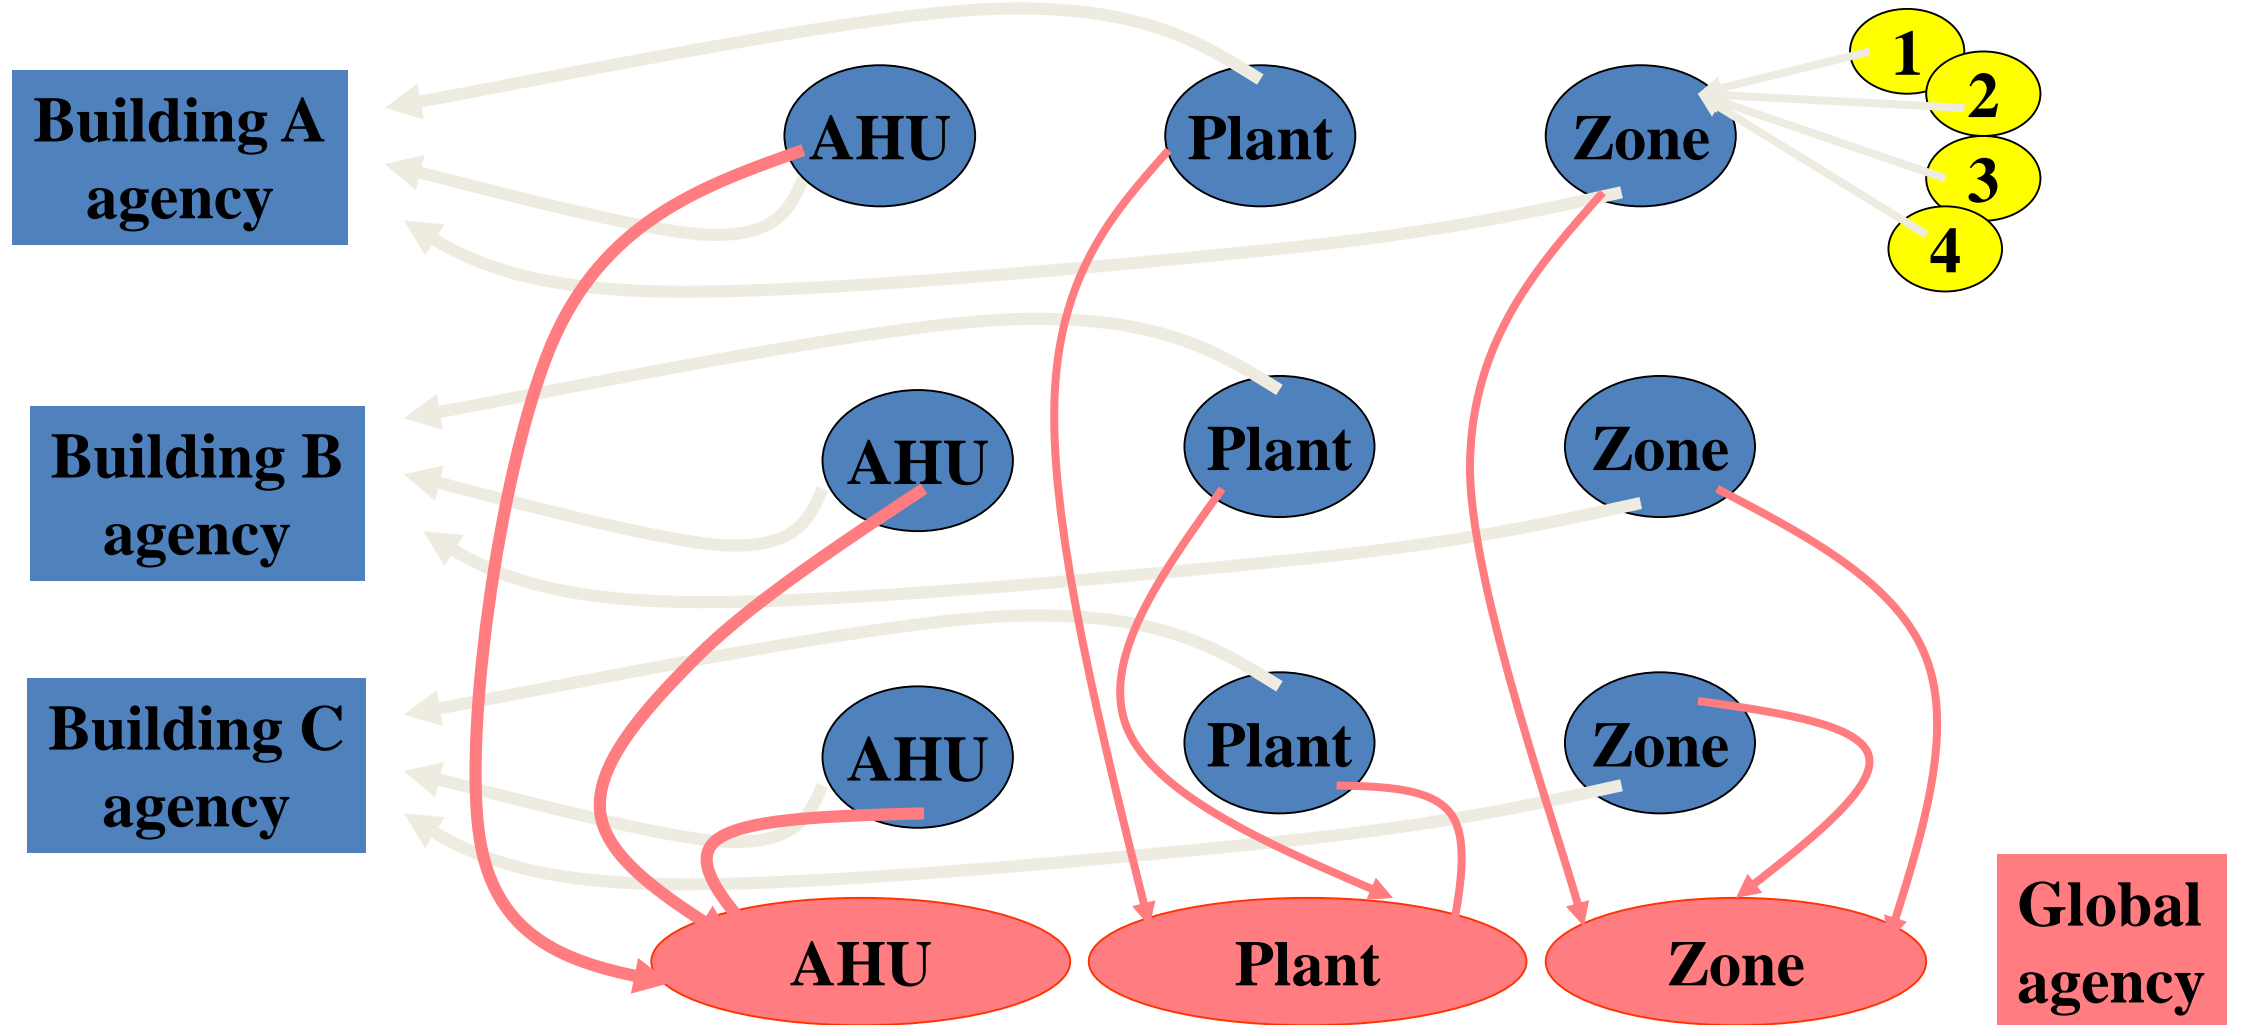 Building A
agency
AHU
Plant
Zone
1
2
3
4
Building B
agency
AHU
Plant
Zone
Building C
agency
AHU
Plant
Zone
AHU
Plant
Zone
Global
agency